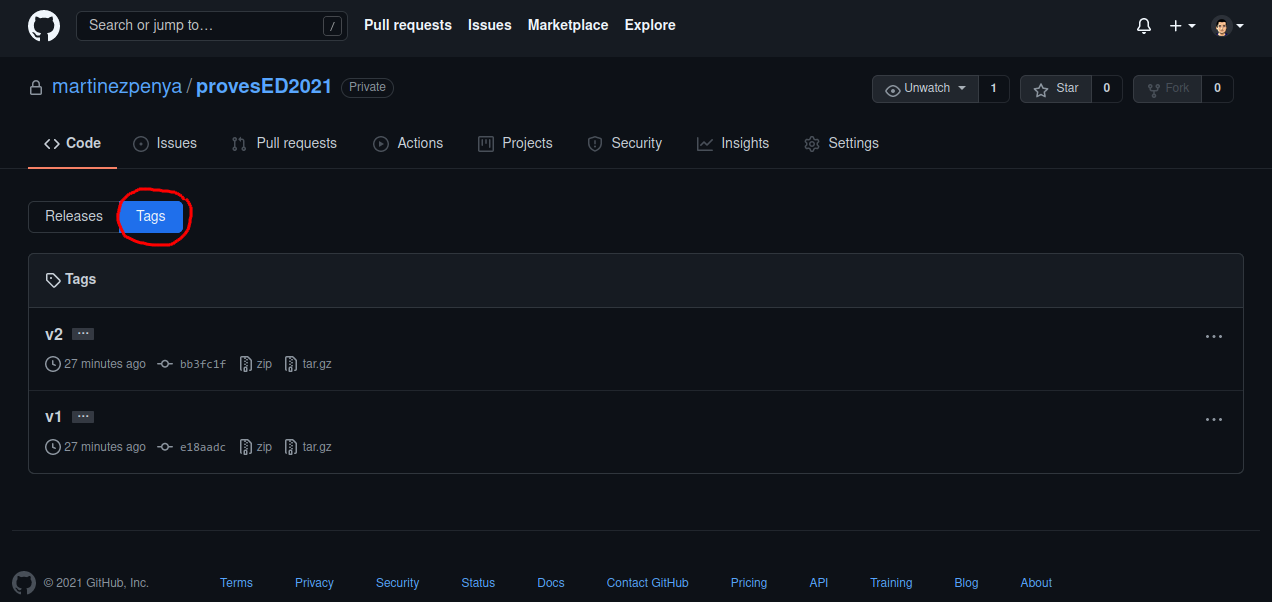 Search or jump to… / Pull requests Issues Marketplace Explore
martinezpenya / provesED2021 Private Unwatch 1 Star 0 Fork 0
Code Issues Pull requests Actions Projects Security Insights Settings
Releases Tags
Tags
v2 ...
27 minutes ago bb3fc1f zip tar.gz
v1 ...
27 minutes ago e18aadc zip tar.gz
© 2021 GitHub, Inc. Terms Privacy Security Status Docs Contact GitHub Pricing API Training Blog About